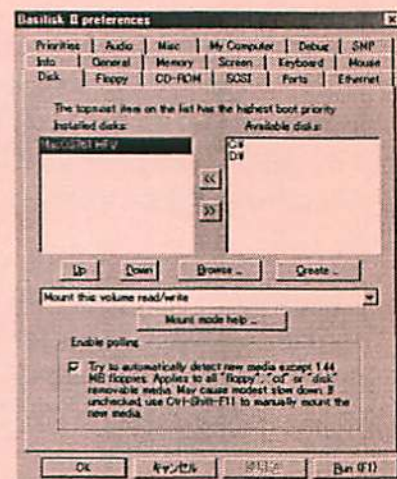 Basilisk II preferences
Priorities Audio Misc My Computer Debug SMP
Info General Memory Screen Keyboard Mouse
Disk Floppy CD-ROM SCSI Ports Ethernet
The topmost item on the list has the highest boot priority
Installed disks: Available disks:
C:¥
D:¥
<<
>>
Up Down Browse ... Create ...
Mount this volume read/write
Mount mode help ...
Enable polling
Try to automatically detect new media except 1.44
MB floppies. Applies to all "floppy", "cd" or "disk"
removable media. May cause modest slow down. If
unchecked, use Ctrl-Shift-F11 to manually mount the
new media.
OK キャンセル Run (F1)